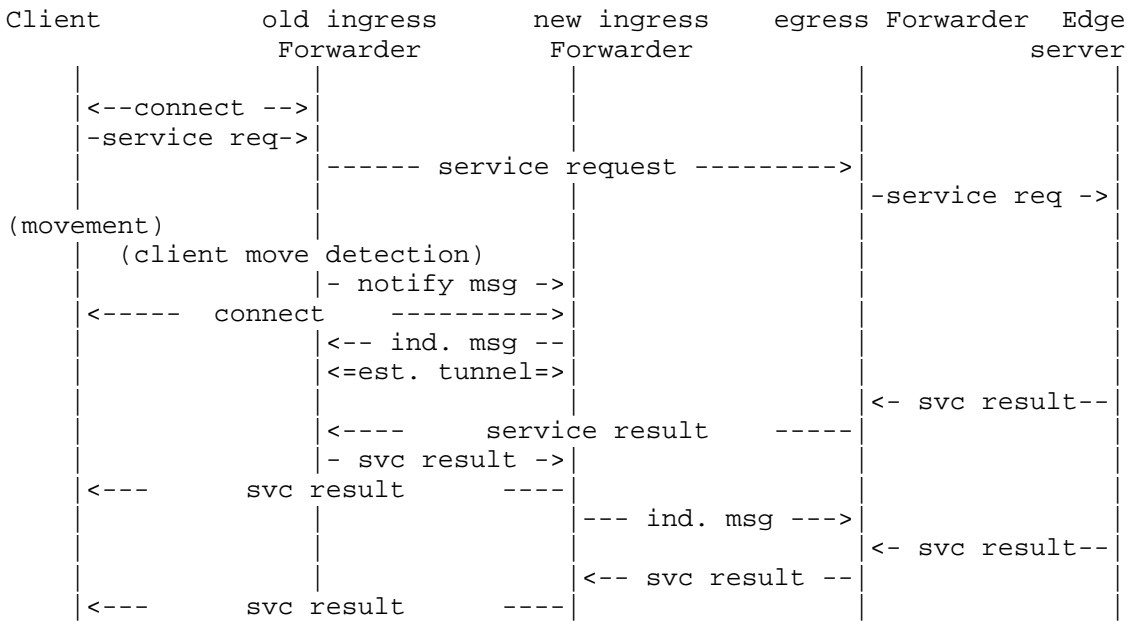 Client old ingress new ingress egress Forwarder Edge
Forwarder Forwarder server
<--connect -->
-service req->
------ service request --------->
-service req ->
(movement)
(client move detection)
- notify msg ->
<----- connect ---------->
<-- ind. msg --
<=est. tunnel=>
<- svc result--
<---- service result -----
- svc result ->
<--- svc result ----
--- ind. msg --->
<- svc result--
<-- svc result --
<--- svc result ----